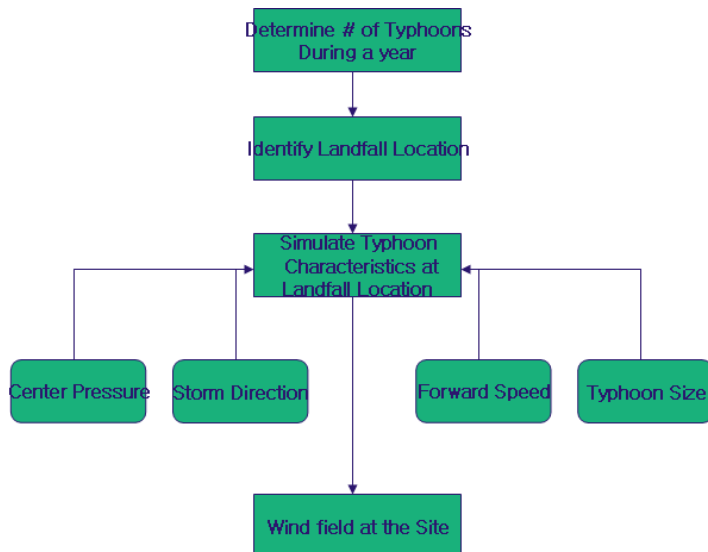 Determine # of Typhoons
During a year
Identify Landfall Location
Simulate Typhoon
Characteristics at
Landfall Location
Center Pressure
Storm Direction
Forward Speed
Typhoon Size
Wind field at the Site